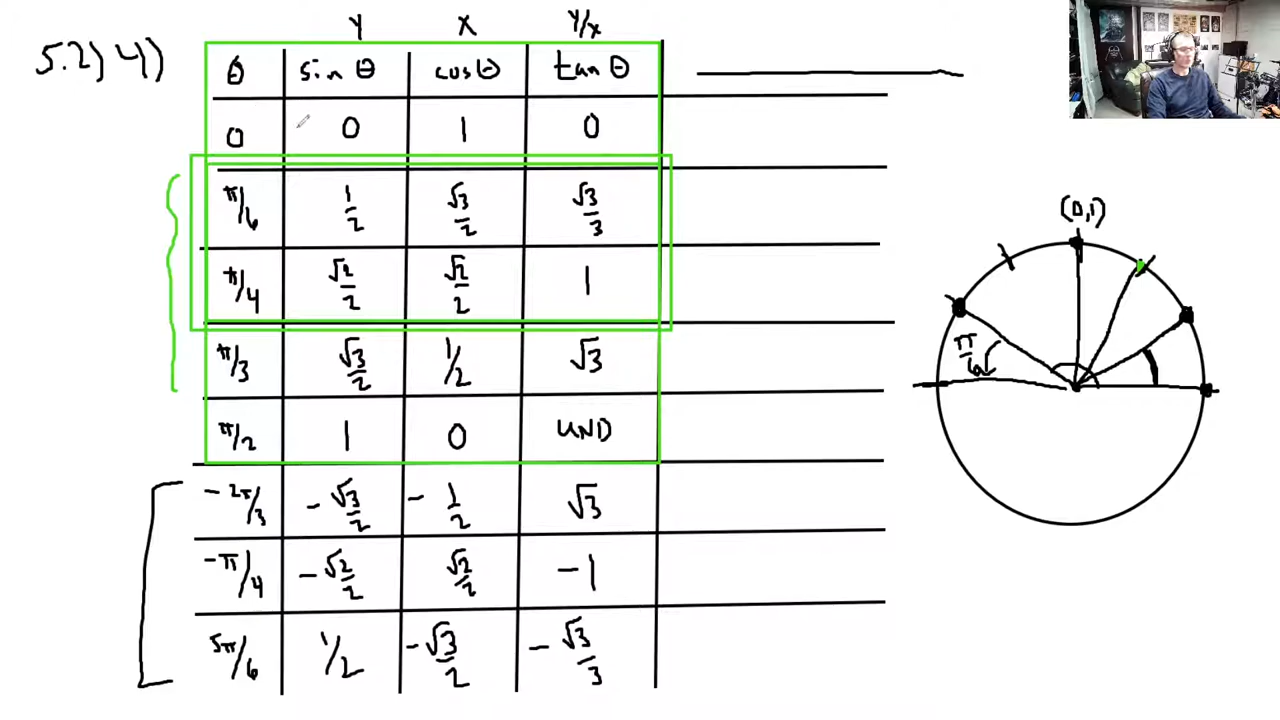 5.2) 4)
Y X Y/X
θ sin θ cos θ tan θ
0 0 1 0
π/6 1/2 √3/2 √3/3
π/4 √2/2 √2/2 1
π/3 √3/2 1/2 √3
π/2 1 0 UND
-2π/3 -√3/2 -1/2 √3
-π/4 -√2/2 √2/2 -1
5π/6 1/2 -√3/2 -√3/3
(0,1)
π/6